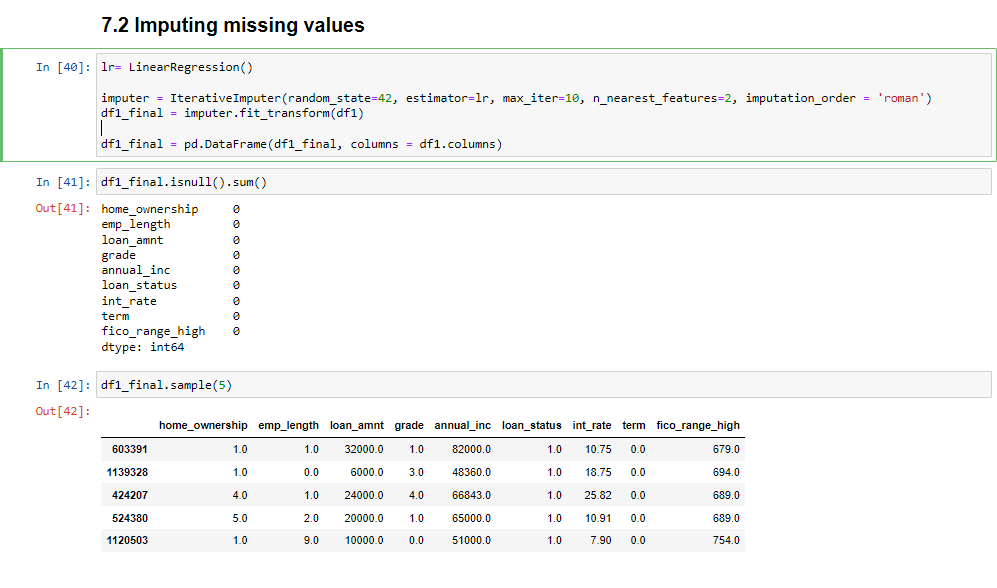 7.2 Imputing missing values
In [40]: lr= LinearRegression()
imputer = IterativeImputer(random_state=42, estimator=lr, max_iter=10, n_nearest_features=2, imputation_order = 'roman')
df1_final = imputer.fit_transform(df1)
df1_final = pd.DataFrame(df1_final, columns = df1.columns)
In [41]: df1_final.isnull().sum()
Out[41]: home_ownership 0
emp_length 0
loan_amnt 0
grade 0
annual_inc 0
loan_status 0
int_rate 0
term 0
fico_range_high 0
dtype: int64
In [42]: df1_final.sample(5)
Out[42]:
home_ownership emp_length loan_amnt grade annual_inc loan_status int_rate term fico_range_high
603391 1.0 1.0 32000.0 1.0 82000.0 1.0 10.75 0.0 679.0
1139328 1.0 0.0 6000.0 3.0 48360.0 1.0 18.75 0.0 694.0
424207 4.0 1.0 24000.0 4.0 66843.0 1.0 25.82 0.0 689.0
524380 5.0 2.0 20000.0 1.0 65000.0 1.0 10.91 0.0 689.0
1120503 1.0 9.0 10000.0 0.0 51000.0 1.0 7.90 0.0 754.0